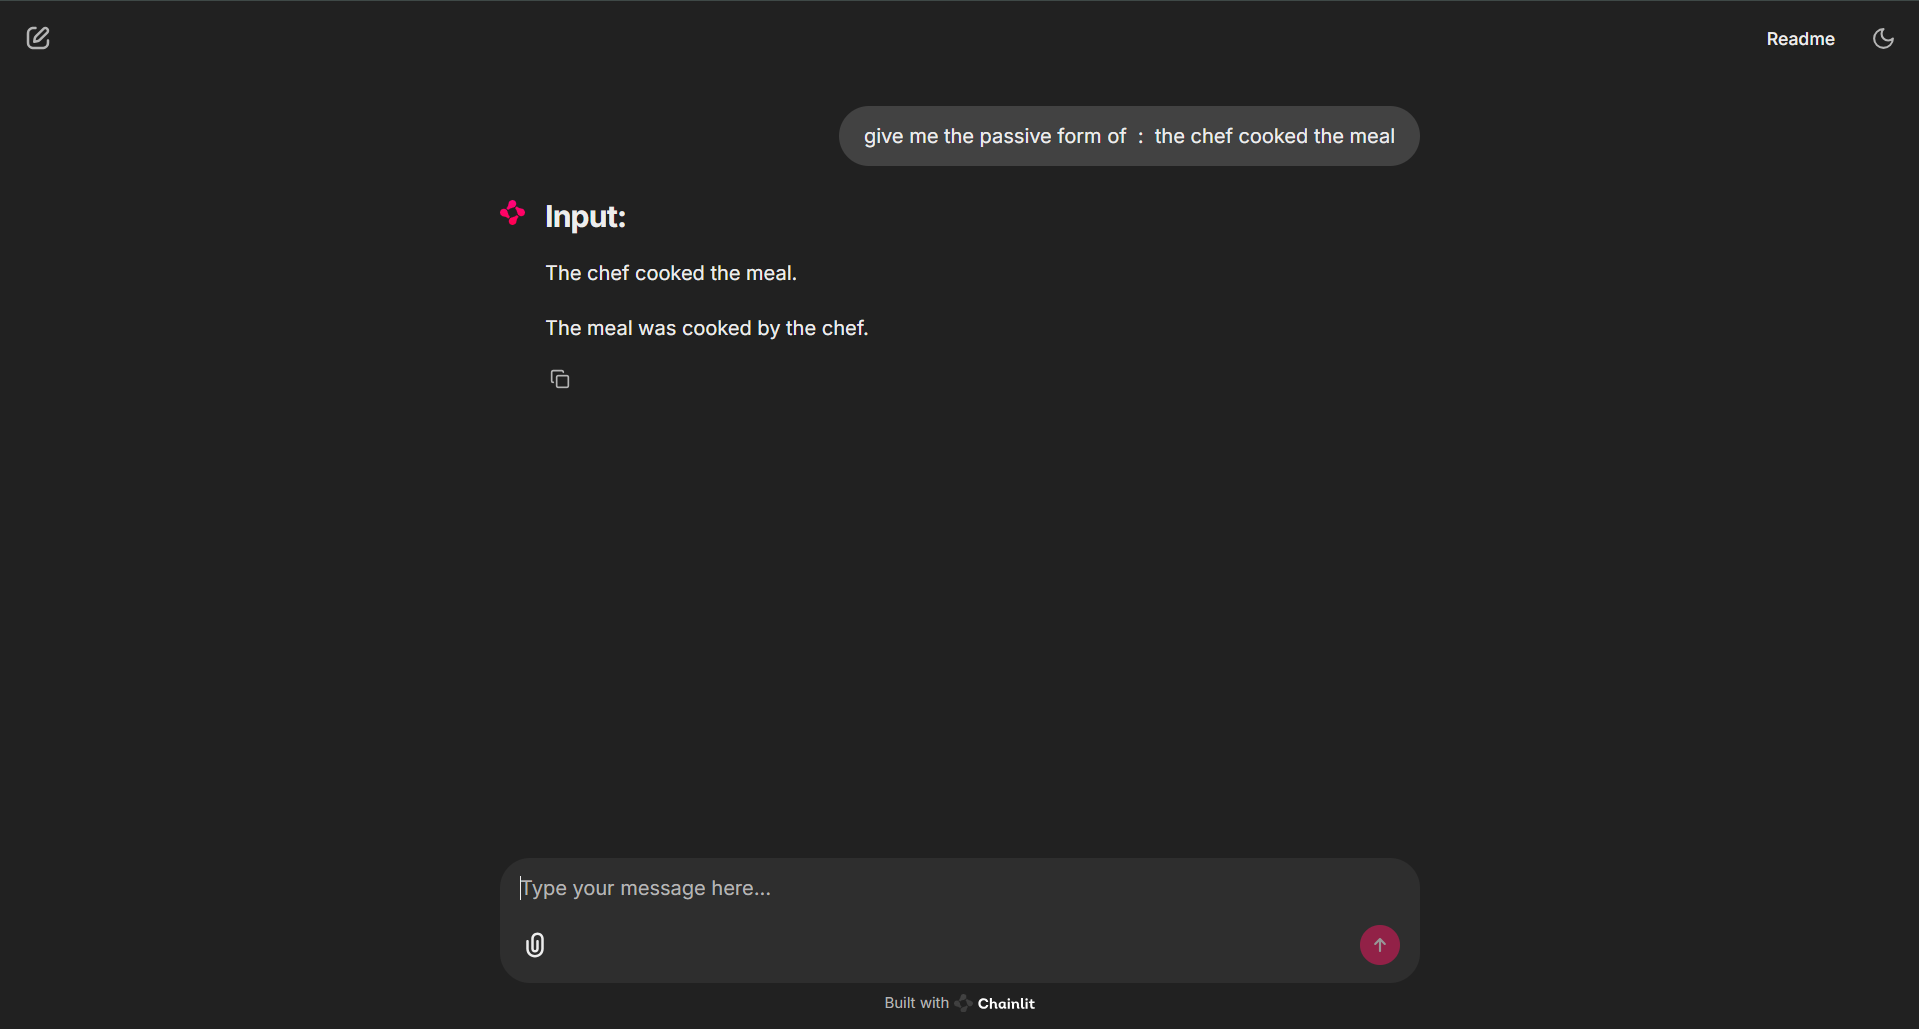 Readme
give me the passive form of : the chef cooked the meal
Input:
The chef cooked the meal.
The meal was cooked by the chef.
Type your message here...
Built with Chainlit